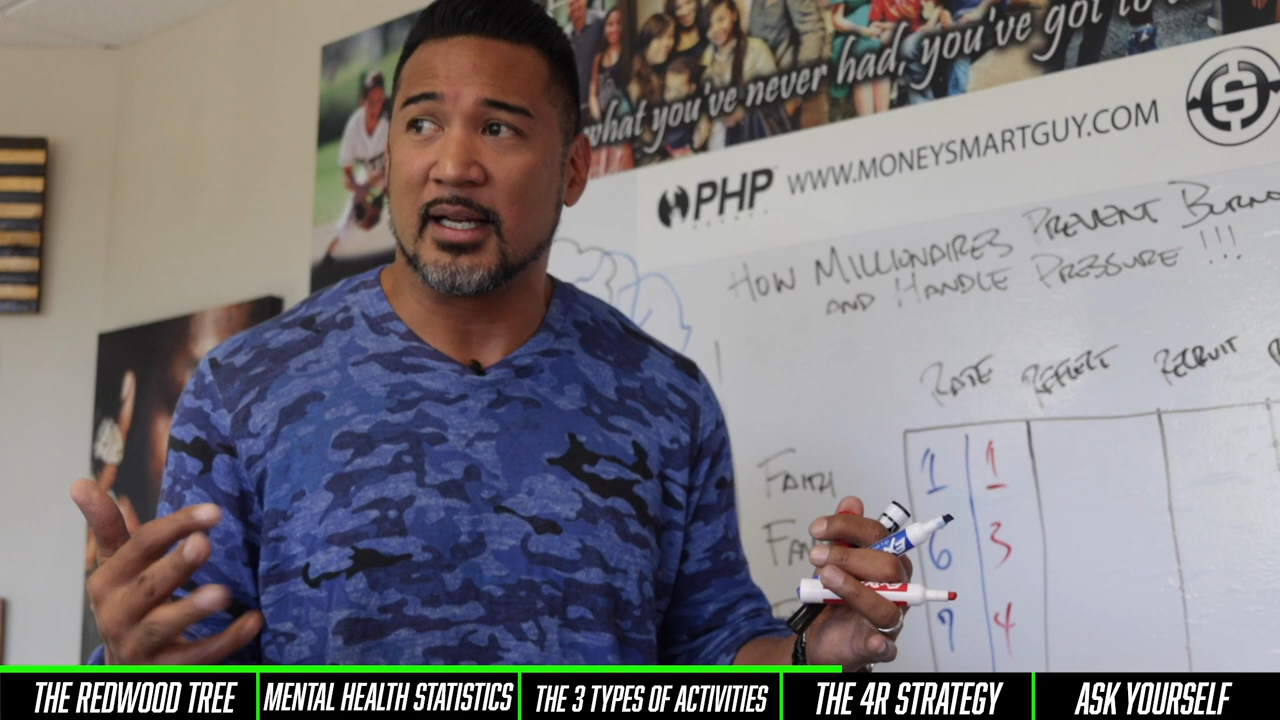 what you've never had, you've got to
PHP WWW.MONEYSMARTGUY.COM
HOW MILLIONAIRES PREVENT
AND HANDLE PRESSURE !!!
RATE REFLECT RECRUIT
FAITH 1 1
6 3
7 4
THE REDWOOD TREE
MENTAL HEALTH STATISTICS
THE 3 TYPES OF ACTIVITIES
THE 4R STRATEGY
ASK YOURSELF